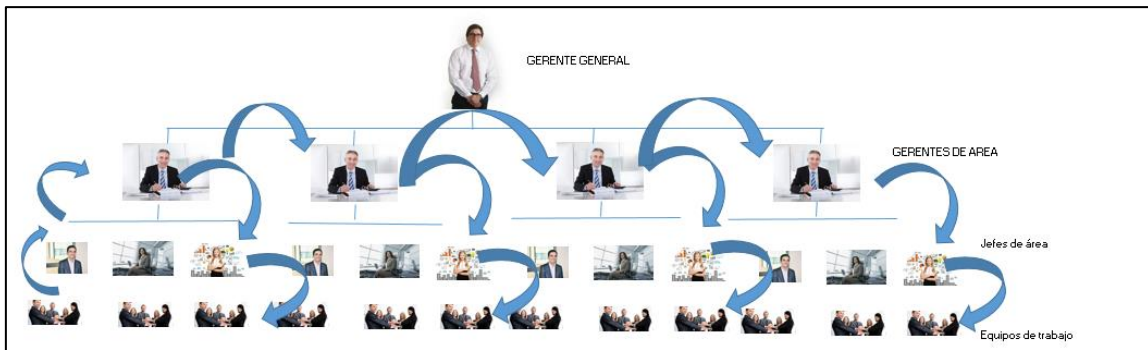 GERENTE GENERAL
GERENTES DE AREA
Jefes de área
Equipos de trabajo